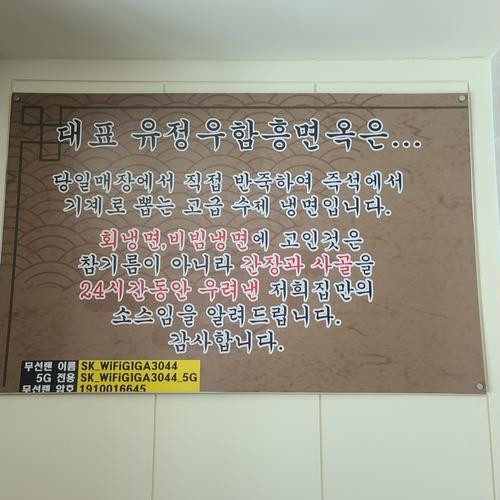 대표 유정우함흥면옥은...
당일매장에서 직접 반죽하여 즉석에서
기계로 뽑는 고급 수제 냉면입니다.
회냉면,비빔냉면에 고인것은
참기름이 아니라 간장과 사골을
24시간동안 우려낸 저희집만의
소스임을 알려드립니다.
감사합니다.
무선랜 이름 SK_WiFiGIGA3044
5G 전용 SK_WiFiGIGA3044_5G
무선랜 암호 1910016645